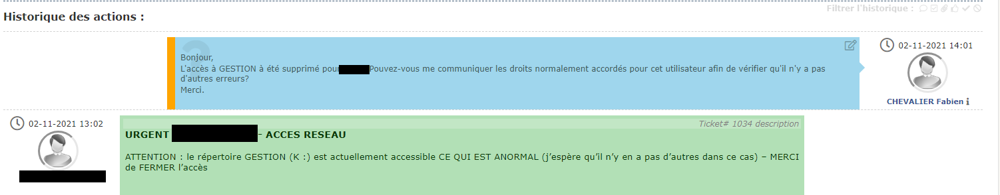 Filtrer l'historique :
Historique des actions :
02-11-2021 14:01
?
Bonjour,
L'accès à GESTION à été supprimé pour Pouvez-vous me communiquer les droits normalement accordés pour cet utilisateur afin de vérifier qu'il n'y a pas
d'autres erreurs?
Merci.
CHEVALIER Fabien i
02-11-2021 13:02
Ticket# 1034 description
URGENT - ACCES RESEAU
ATTENTION : le répertoire GESTION (K :) est actuellement accessible CE QUI EST ANORMAL (j’espère qu’il n’y en a pas d’autres dans ce cas) – MERCI
de FERMER l’accès